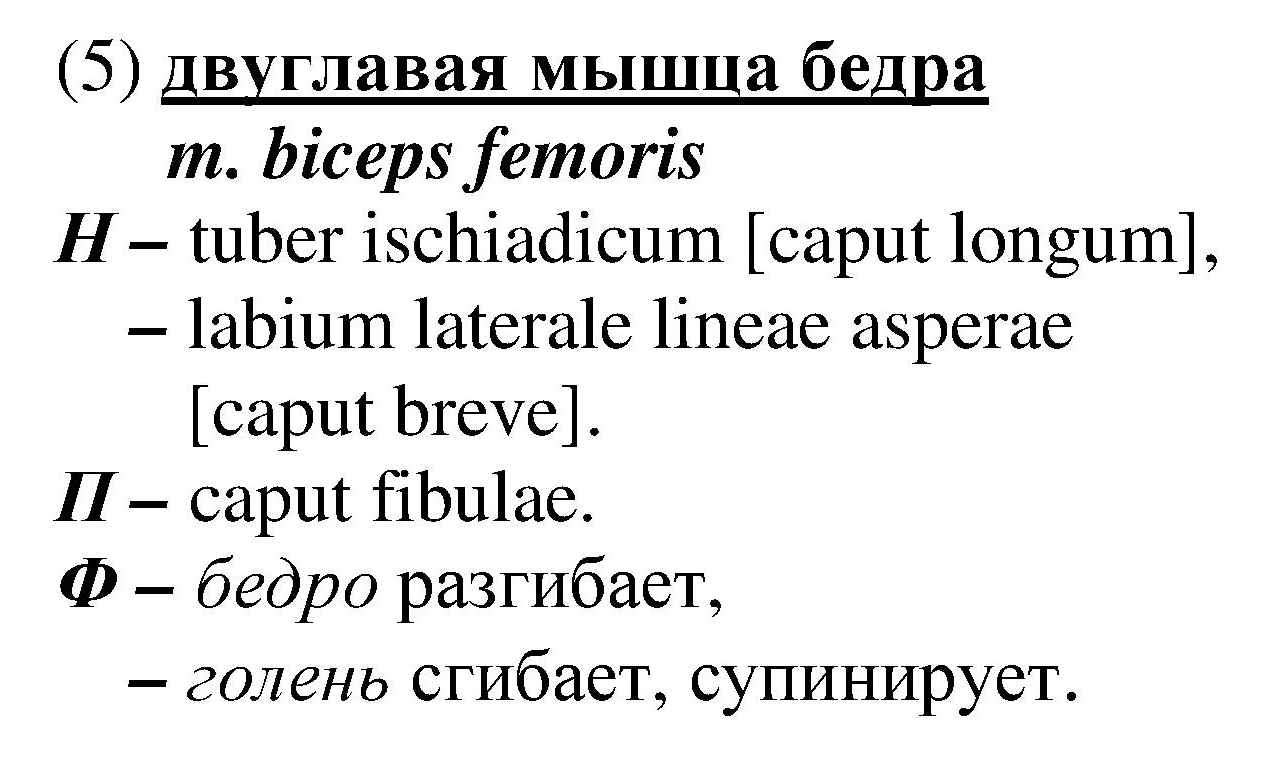 (5) двуглавая мышца бедра
m. biceps femoris
Н – tuber ischiadicum [caput longum],
– labium laterale lineae asperae
[caput breve].
П – caput fibulae.
Ф – бедро разгибает,
– голень сгибает, супинирует.